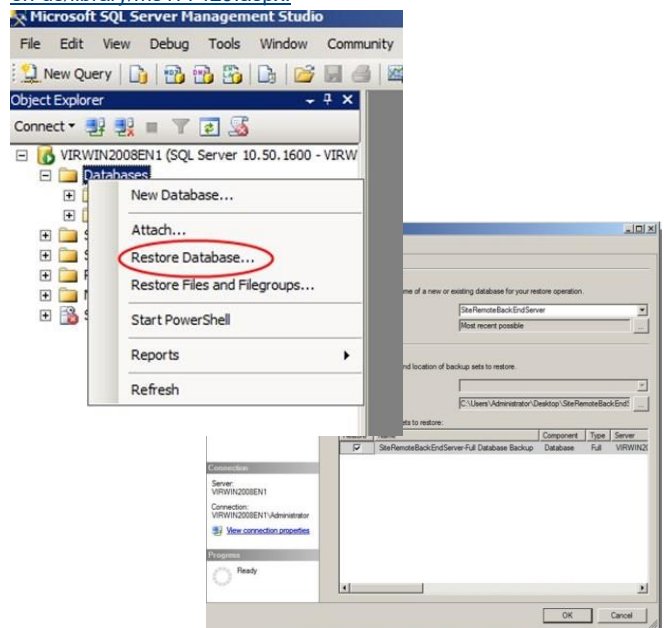 Microsoft SQL Server Management Studio
File Edit View Debug Tools Window Community
New Query
Object Explorer
Connect
VIRWIN2008EN1 (SQL Server 10.50.1600 - VIRW
Databases
New Database...
Attach...
Restore Database...
Restore Files and Filegroups...
Start PowerShell
Reports
Refresh
me of a new or existing database for your restore operation.
SiteRemoteBackEndServer
Most recent possible
...
nd location of backup sets to restore.
C:\Users\Administrator\Desktop\SiteRemoteBackEndS
...
ets to restore:
Component Type Server
SiteRemoteBackEndServer-Full Database Backup Database Full VIRWIN20
Connection
Server:
VIRWIN2008EN1
Connection:
VIRWIN2008EN1\Administrator
View connection properties
Progress
Ready
OK Cancel